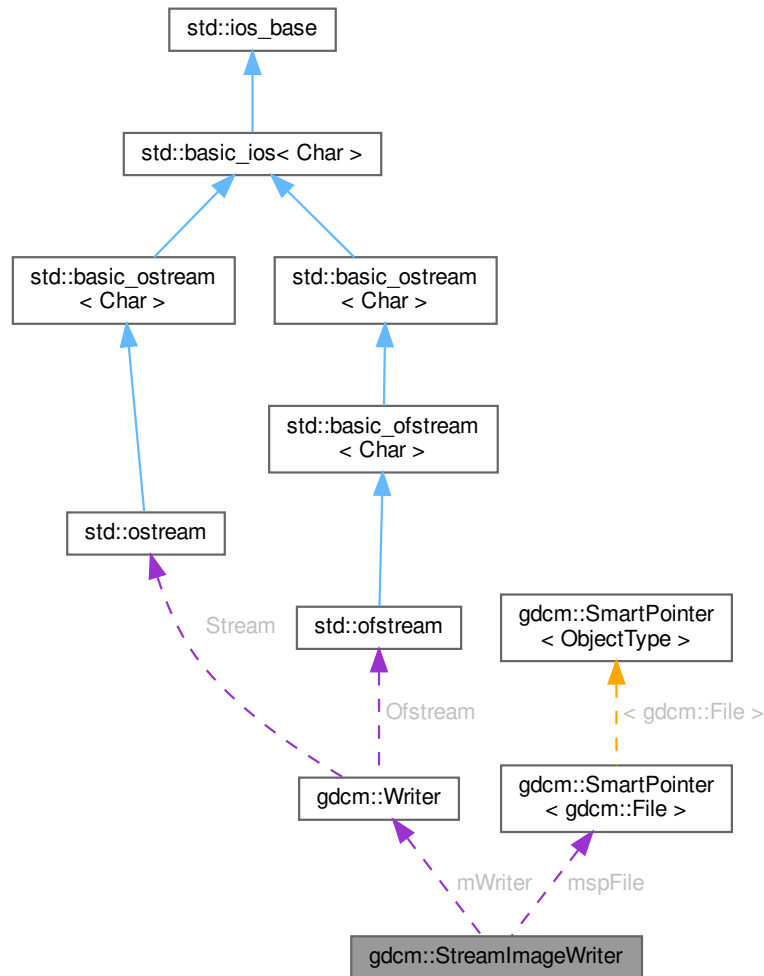 std::ios_base
std::basic_ios< Char >
std::basic_ostream
< Char >
std::basic_ostream
< Char >
std::basic_ofstream
< Char >
std::ostream
gdcm::SmartPointer
< ObjectType >
Stream
std::ofstream
Ofstream
< gdcm::File >
gdcm::Writer
gdcm::SmartPointer
< gdcm::File >
mWriter
mspFile
gdcm::StreamImageWriter